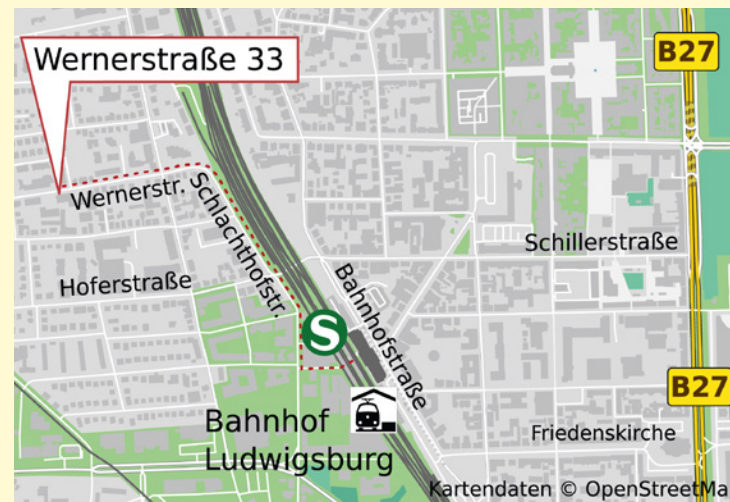 Wernerstraße 33
B27
Wernerstr.
Schlachthofstr.
Schillerstraße
Hoferstraße
Bahnhofstraße
S
B27
Bahnhof
Ludwigsburg
Friedenskirche
Kartendaten © OpenStreetMa